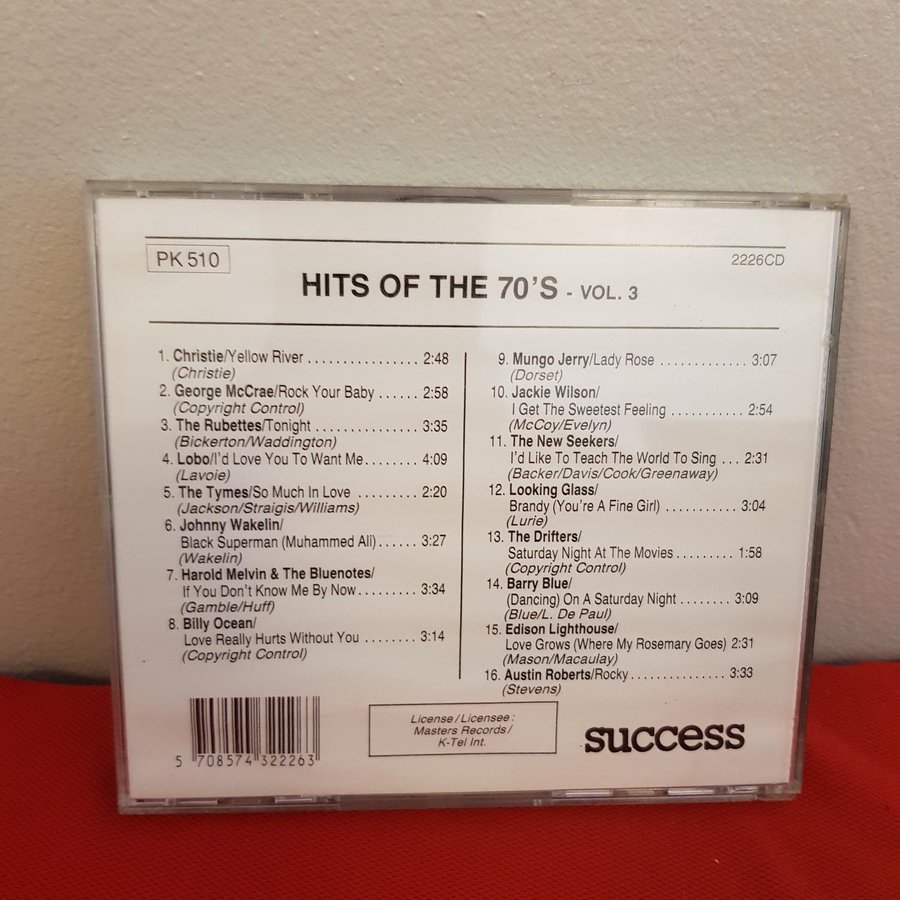 PK 510
2226CD
HITS OF THE 70'S - VOL. 3
1. Christie/Yellow River ................ 2:48
(Christie)
2. George McCrae/Rock Your Baby ...... 2:58
(Copyright Control)
3. The Rubettes/Tonight ................ 3:35
(Bickerton/Waddington)
4. Lobo/I'd Love You To Want Me........ 4:09
(Lavoie)
5. The Tymes/So Much In Love ......... 2:20
(Jackson/Straigis/Williams)
6. Johnny Wakelin/
Black Superman (Muhammed Ali)...... 3:27
(Wakelin)
7. Harold Melvin & The Bluenotes/
If You Don't Know Me By Now......... 3:34
(Gamble/Huff)
8. Billy Ocean/
Love Really Hurts Without You ........ 3:14
(Copyright Control)
9. Mungo Jerry/Lady Rose ............. 3:07
(Dorset)
10. Jackie Wilson/
I Get The Sweetest Feeling ........... 2:54
(McCoy/Evelyn)
11. The New Seekers/
I'd Like To Teach The World To Sing ... 2:31
(Backer/Davis/Cook/Greenaway)
12. Looking Glass/
Brandy (You're A Fine Girl) ........... 3:04
(Lurie)
13. The Drifters/
Saturday Night At The Movies......... 1:58
(Copyright Control)
14. Barry Blue/
(Dancing) On A Saturday Night ........ 3:09
(Blue/L. De Paul)
15. Edison Lighthouse/
Love Grows (Where My Rosemary Goes) 2:31
(Mason/Macaulay)
16. Austin Roberts/Rocky.............. 3:33
(Stevens)
5 708574 322263
License/Licensee:
Masters Records/
K-Tel Int.
success